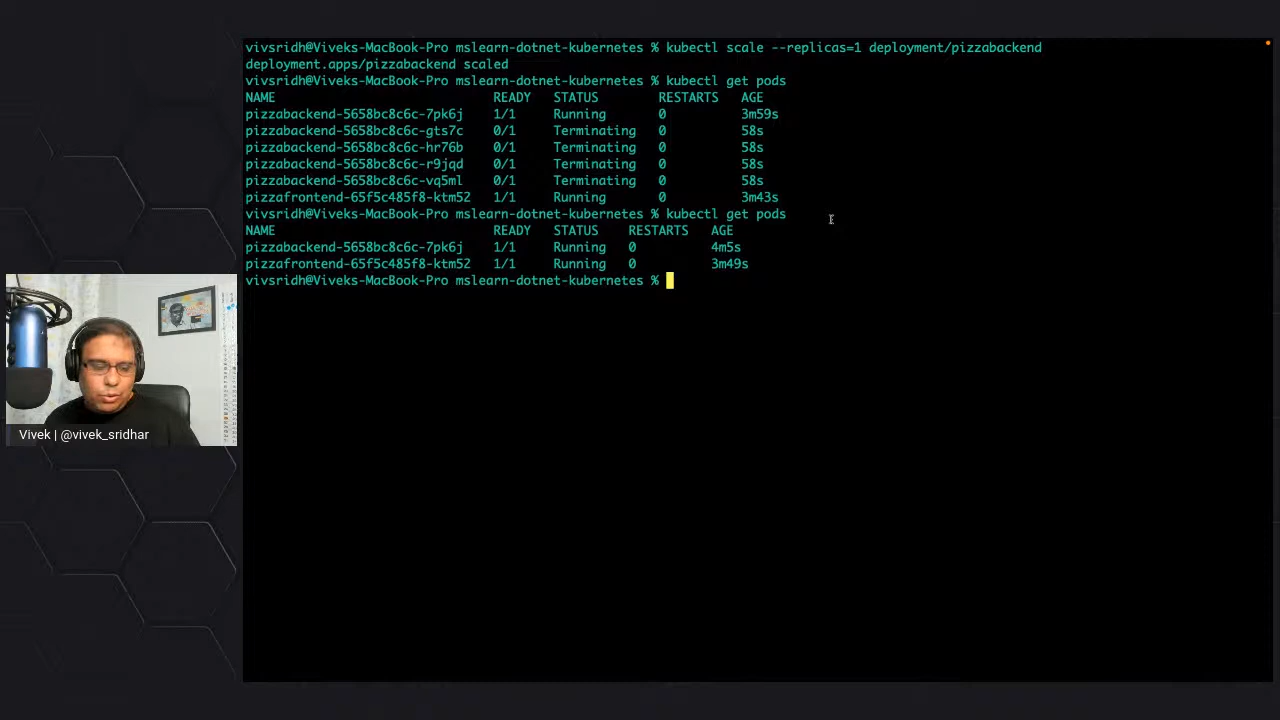 vivsridh@Viveks-MacBook-Pro mslearn-dotnet-kubernetes % kubectl scale --replicas=1 deployment/pizzabackend
deployment.apps/pizzabackend scaled
vivsridh@Viveks-MacBook-Pro mslearn-dotnet-kubernetes % kubectl get pods
NAME READY STATUS RESTARTS AGE
pizzabackend-5658bc8c6c-7pk6j 1/1 Running 0 3m59s
pizzabackend-5658bc8c6c-gts7c 0/1 Terminating 0 58s
pizzabackend-5658bc8c6c-hr76b 0/1 Terminating 0 58s
pizzabackend-5658bc8c6c-r9jqd 0/1 Terminating 0 58s
pizzabackend-5658bc8c6c-vq5ml 0/1 Terminating 0 58s
pizzafrontend-65f5c485f8-ktm52 1/1 Running 0 3m43s
vivsridh@Viveks-MacBook-Pro mslearn-dotnet-kubernetes % kubectl get pods
NAME READY STATUS RESTARTS AGE
pizzabackend-5658bc8c6c-7pk6j 1/1 Running 0 4m5s
pizzafrontend-65f5c485f8-ktm52 1/1 Running 0 3m49s
vivsridh@Viveks-MacBook-Pro mslearn-dotnet-kubernetes %
Vivek | @vivek_sridhar